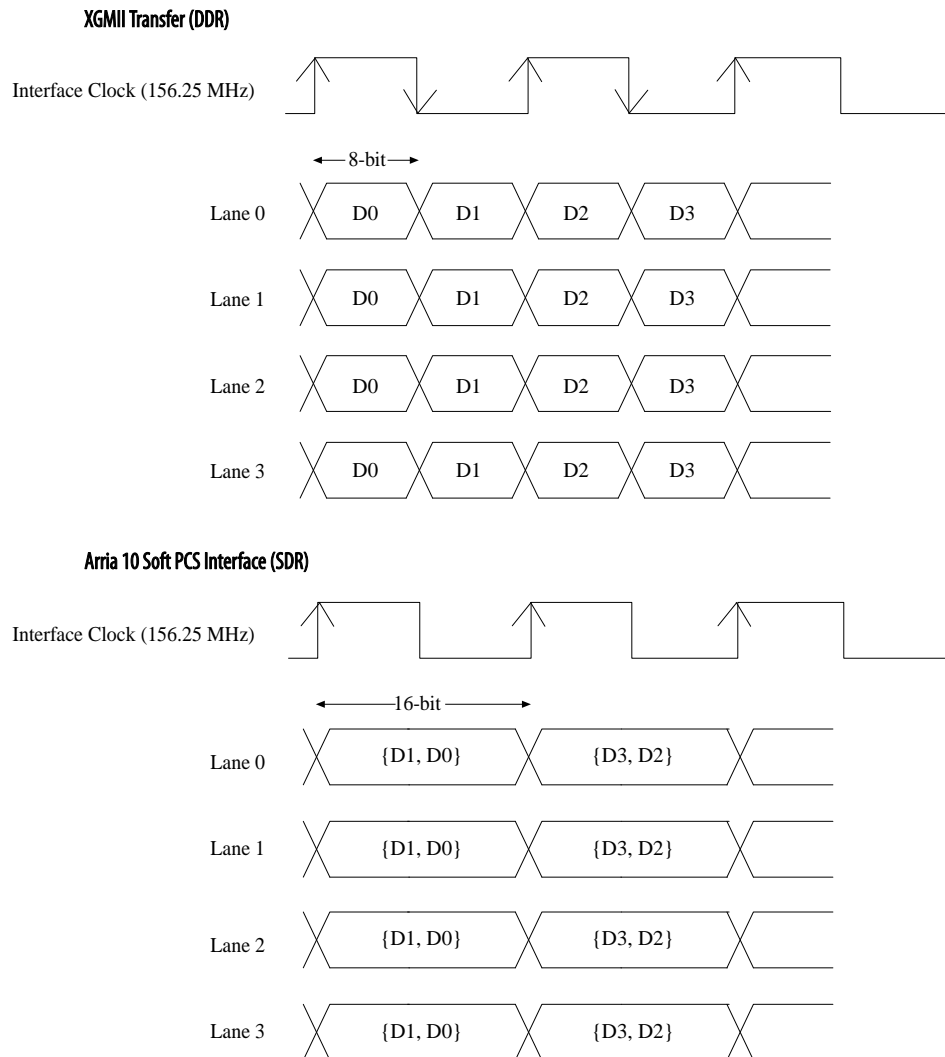 XGMII Transfer (DDR)
Interface Clock (156.25 MHz)
8-bit
Lane 0 D0 D1 D2 D3
Lane 1 D0 D1 D2 D3
Lane 2 D0 D1 D2 D3
Lane 3 D0 D1 D2 D3
Arria 10 Soft PCS Interface (SDR)
Interface Clock (156.25 MHz)
16-bit
Lane 0 {D1, D0} {D3, D2}
Lane 1 {D1, D0} {D3, D2}
Lane 2 {D1, D0} {D3, D2}
Lane 3 {D1, D0} {D3, D2}